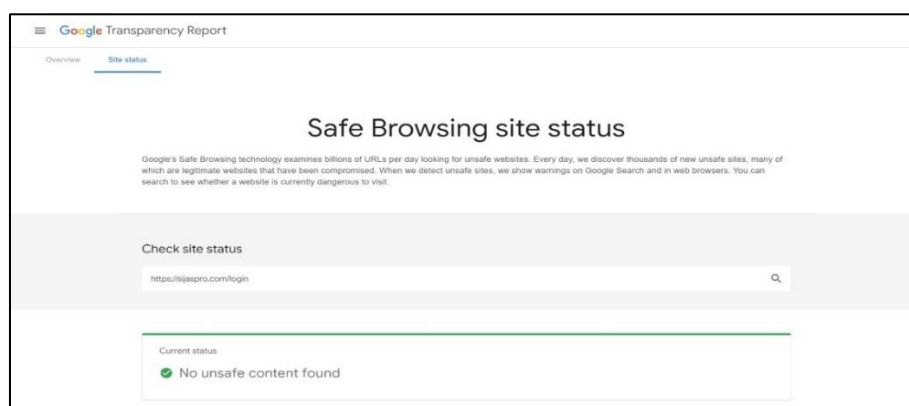 Google Transparency Report
Overview Site status
Safe Browsing site status
Google's Safe Browsing technology examines billions of URLs per day looking for unsafe websites. Every day, we discover thousands of new unsafe sites, many of
which are legitimate websites that have been compromised. When we detect unsafe sites, we show warnings on Google Search and in web browsers. You can
search to see whether a website is currently dangerous to visit.
Check site status
https://sijaspro.com/login
Current status
No unsafe content found